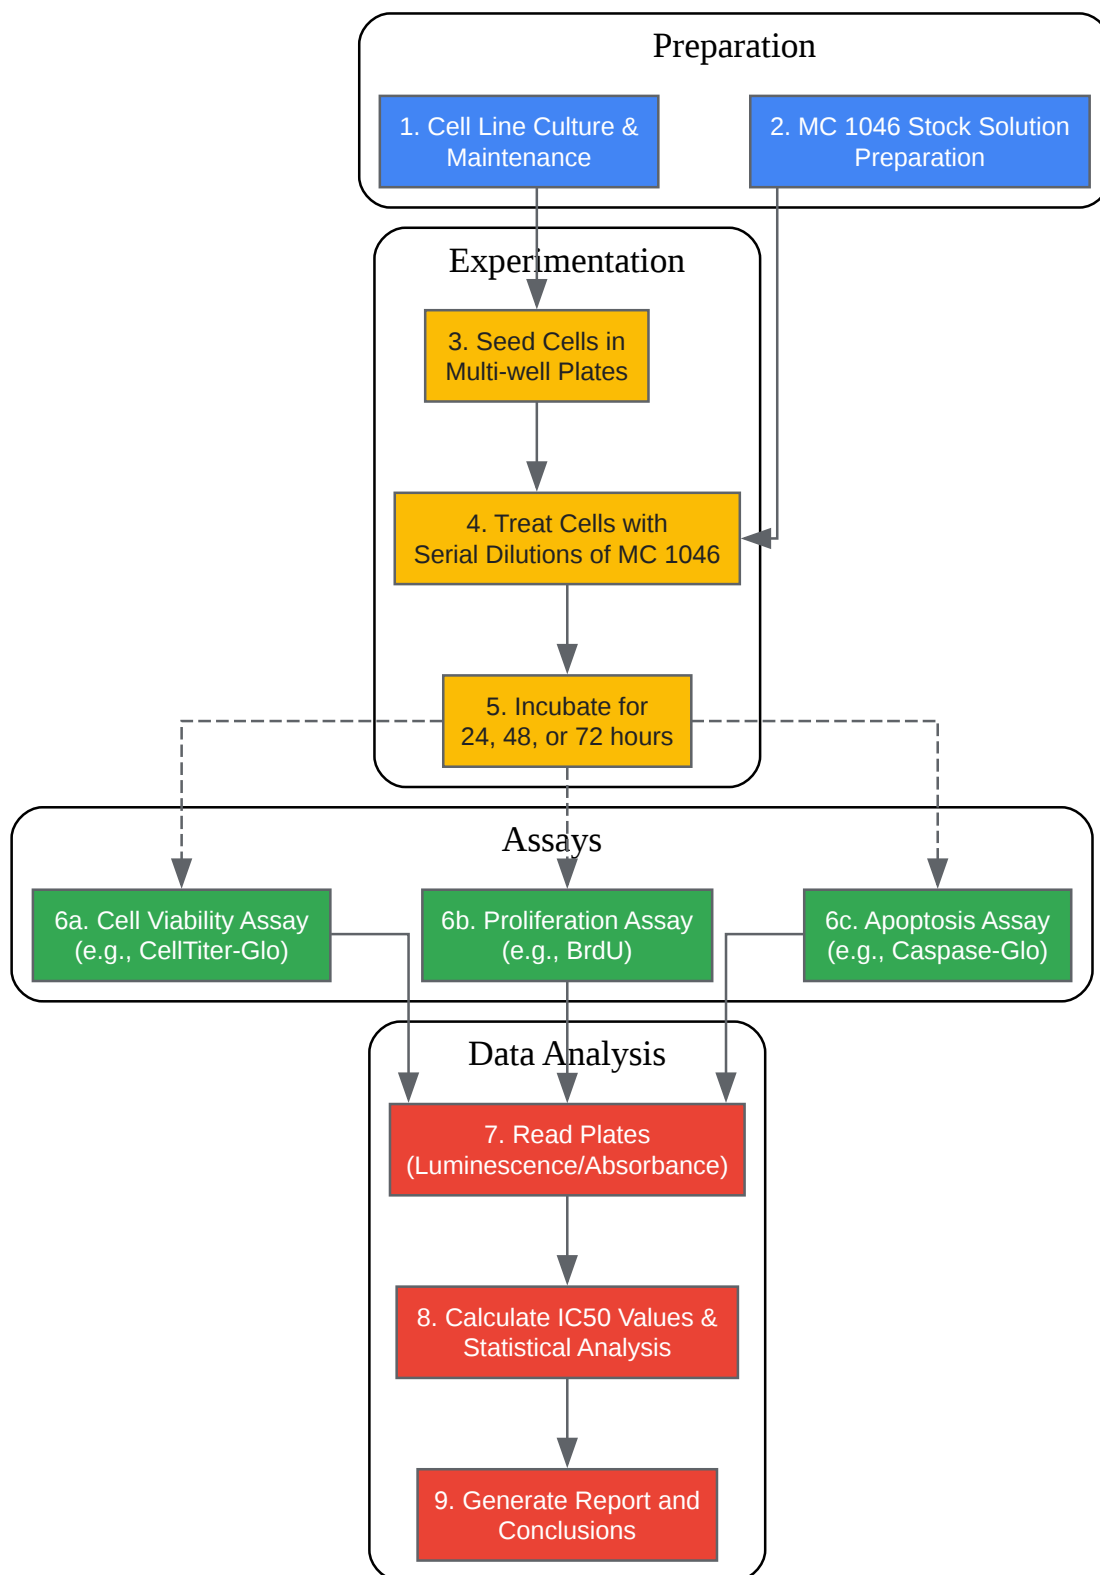 Preparation
1. Cell Line Culture &
Maintenance
2. MC 1046 Stock Solution
Preparation
Experimentation
3. Seed Cells in
Multi-well Plates
4. Treat Cells with
Serial Dilutions of MC 1046
5. Incubate for
24, 48, or 72 hours
Assays
6a. Cell Viability Assay
(e.g., CellTiter-Glo)
6b. Proliferation Assay
(e.g., BrdU)
6c. Apoptosis Assay
(e.g., Caspase-Glo)
Data Analysis
7. Read Plates
(Luminescence/Absorbance)
8. Calculate IC50 Values &
Statistical Analysis
9. Generate Report and
Conclusions